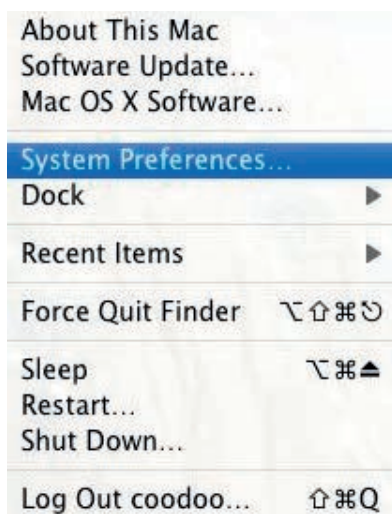 About This Mac
Software Update...
Mac OS X Software...
System Preferences...
Dock ▶
Recent Items ▶
Force Quit Finder ⌥⇧⌘⎋
Sleep ⌥⌘⏏
Restart...
Shut Down...
Log Out coodoo... ⇧⌘Q